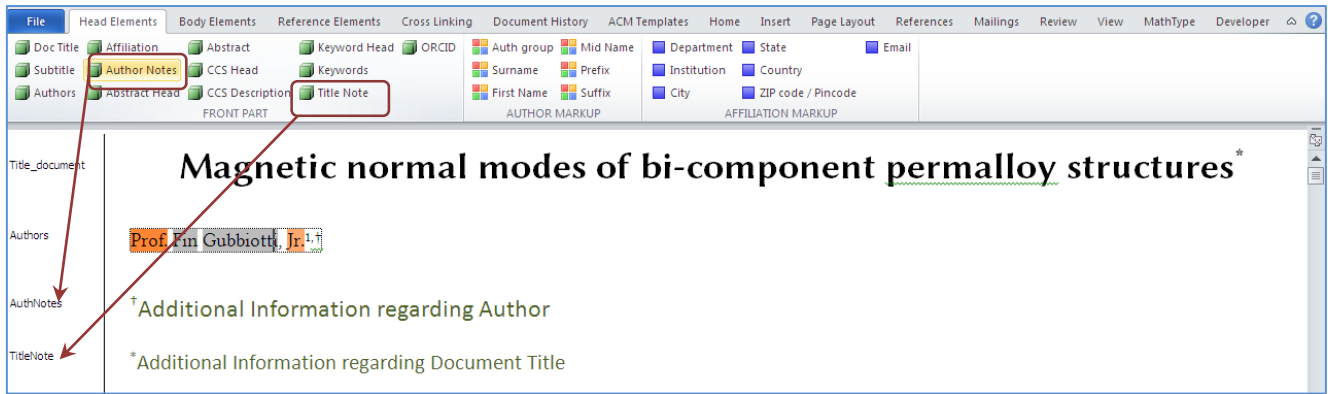 File Head Elements Body Elements Reference Elements Cross Linking Document History ACM Templates Home Insert Page Layout References Mailings Review View MathType Developer
Doc Title Affiliation Abstract Keyword Head ORCID Auth group Mid Name Department State Email
Subtitle Author Notes CCS Head Keywords Surname Prefix Institution Country
Authors Abstract Head CCS Description Title Note First Name Suffix City ZIP code / Pincode
FRONT PART AUTHOR MARKUP AFFILIATION MARKUP
Title_document Magnetic normal modes of bi-component permalloy structures*
Authors Prof. Fin Gubbiotti, Jr.1,†
AuthNotes †Additional Information regarding Author
TitleNote *Additional Information regarding Document Title